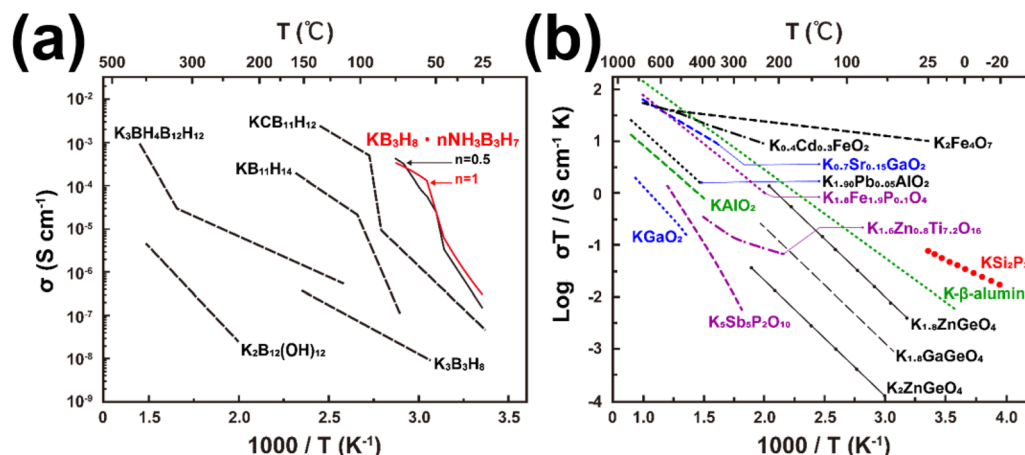 (a)
T (℃)
500 300 200 150 100 50 25
10⁻² 10⁻³ 10⁻⁴ 10⁻⁵ 10⁻⁶ 10⁻⁷ 10⁻⁸ 10⁻⁹
σ (S cm⁻¹)
K₃BH₄B₁₂H₁₂
KCB₁₁H₁₂
KB₃H₈・nNH₃B₃H₇
n=0.5
n=1
KB₁₁H₁₄
K₂B₁₂(OH)₁₂
K₃B₃H₈
0 1.5 2.0 2.5 3.0 3.5
1000 / T (K⁻¹)
(b)
T (℃)
1000 600 400 300 200 100 25 0 -20
2 1 0 -1 -2 -4
Log σT / (S cm⁻¹ K)
K₂Fe₄O₇
K₀.₄Cd₀.₃FeO₂
K₀.₇Sr₀.₁₅GaO₂
K₁.₉₀Pb₀.₀₅AlO₂
KAlO₂
K₁.₈Fe₁.₉P₀.₁O₄
KGaO₂
K₁.₆Zn₀.₈Ti₇.₂O₁₆
KSi₂P₃
K-β-alumin
K₅Sb₅P₂O₁₀
K₁.₈ZnGeO₄
K₁.₈GaGeO₄
K₂ZnGeO₄
0 1.0 1.5 2.0 2.5 3.0 3.5 4.0
1000 / T (K⁻¹)